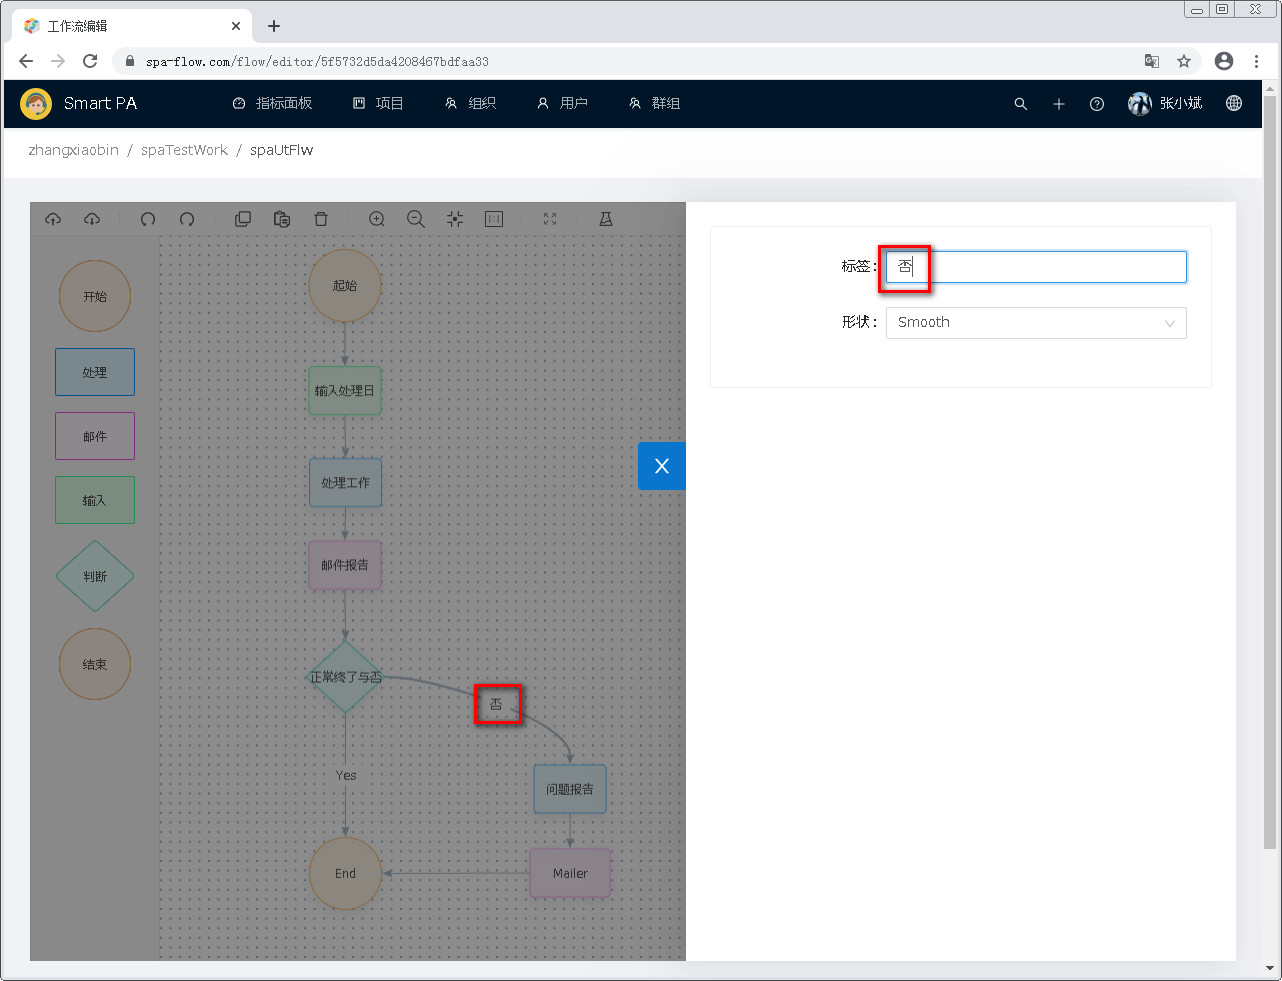 工作流编辑
spa-flow.com/flow/editor/5f5732d5da4208467bdfaa33
Smart PA
指标面板
项目
组织
用户
群组
张小斌
zhangxiaobin / spaTestWork / spaUtFlw
开始
处理
邮件
输入
判断
结束
起始
输入处理日
处理工作
邮件报告
正常终了与否
否
Yes
问题报告
End
Mailer
标签： 否
形状： Smooth